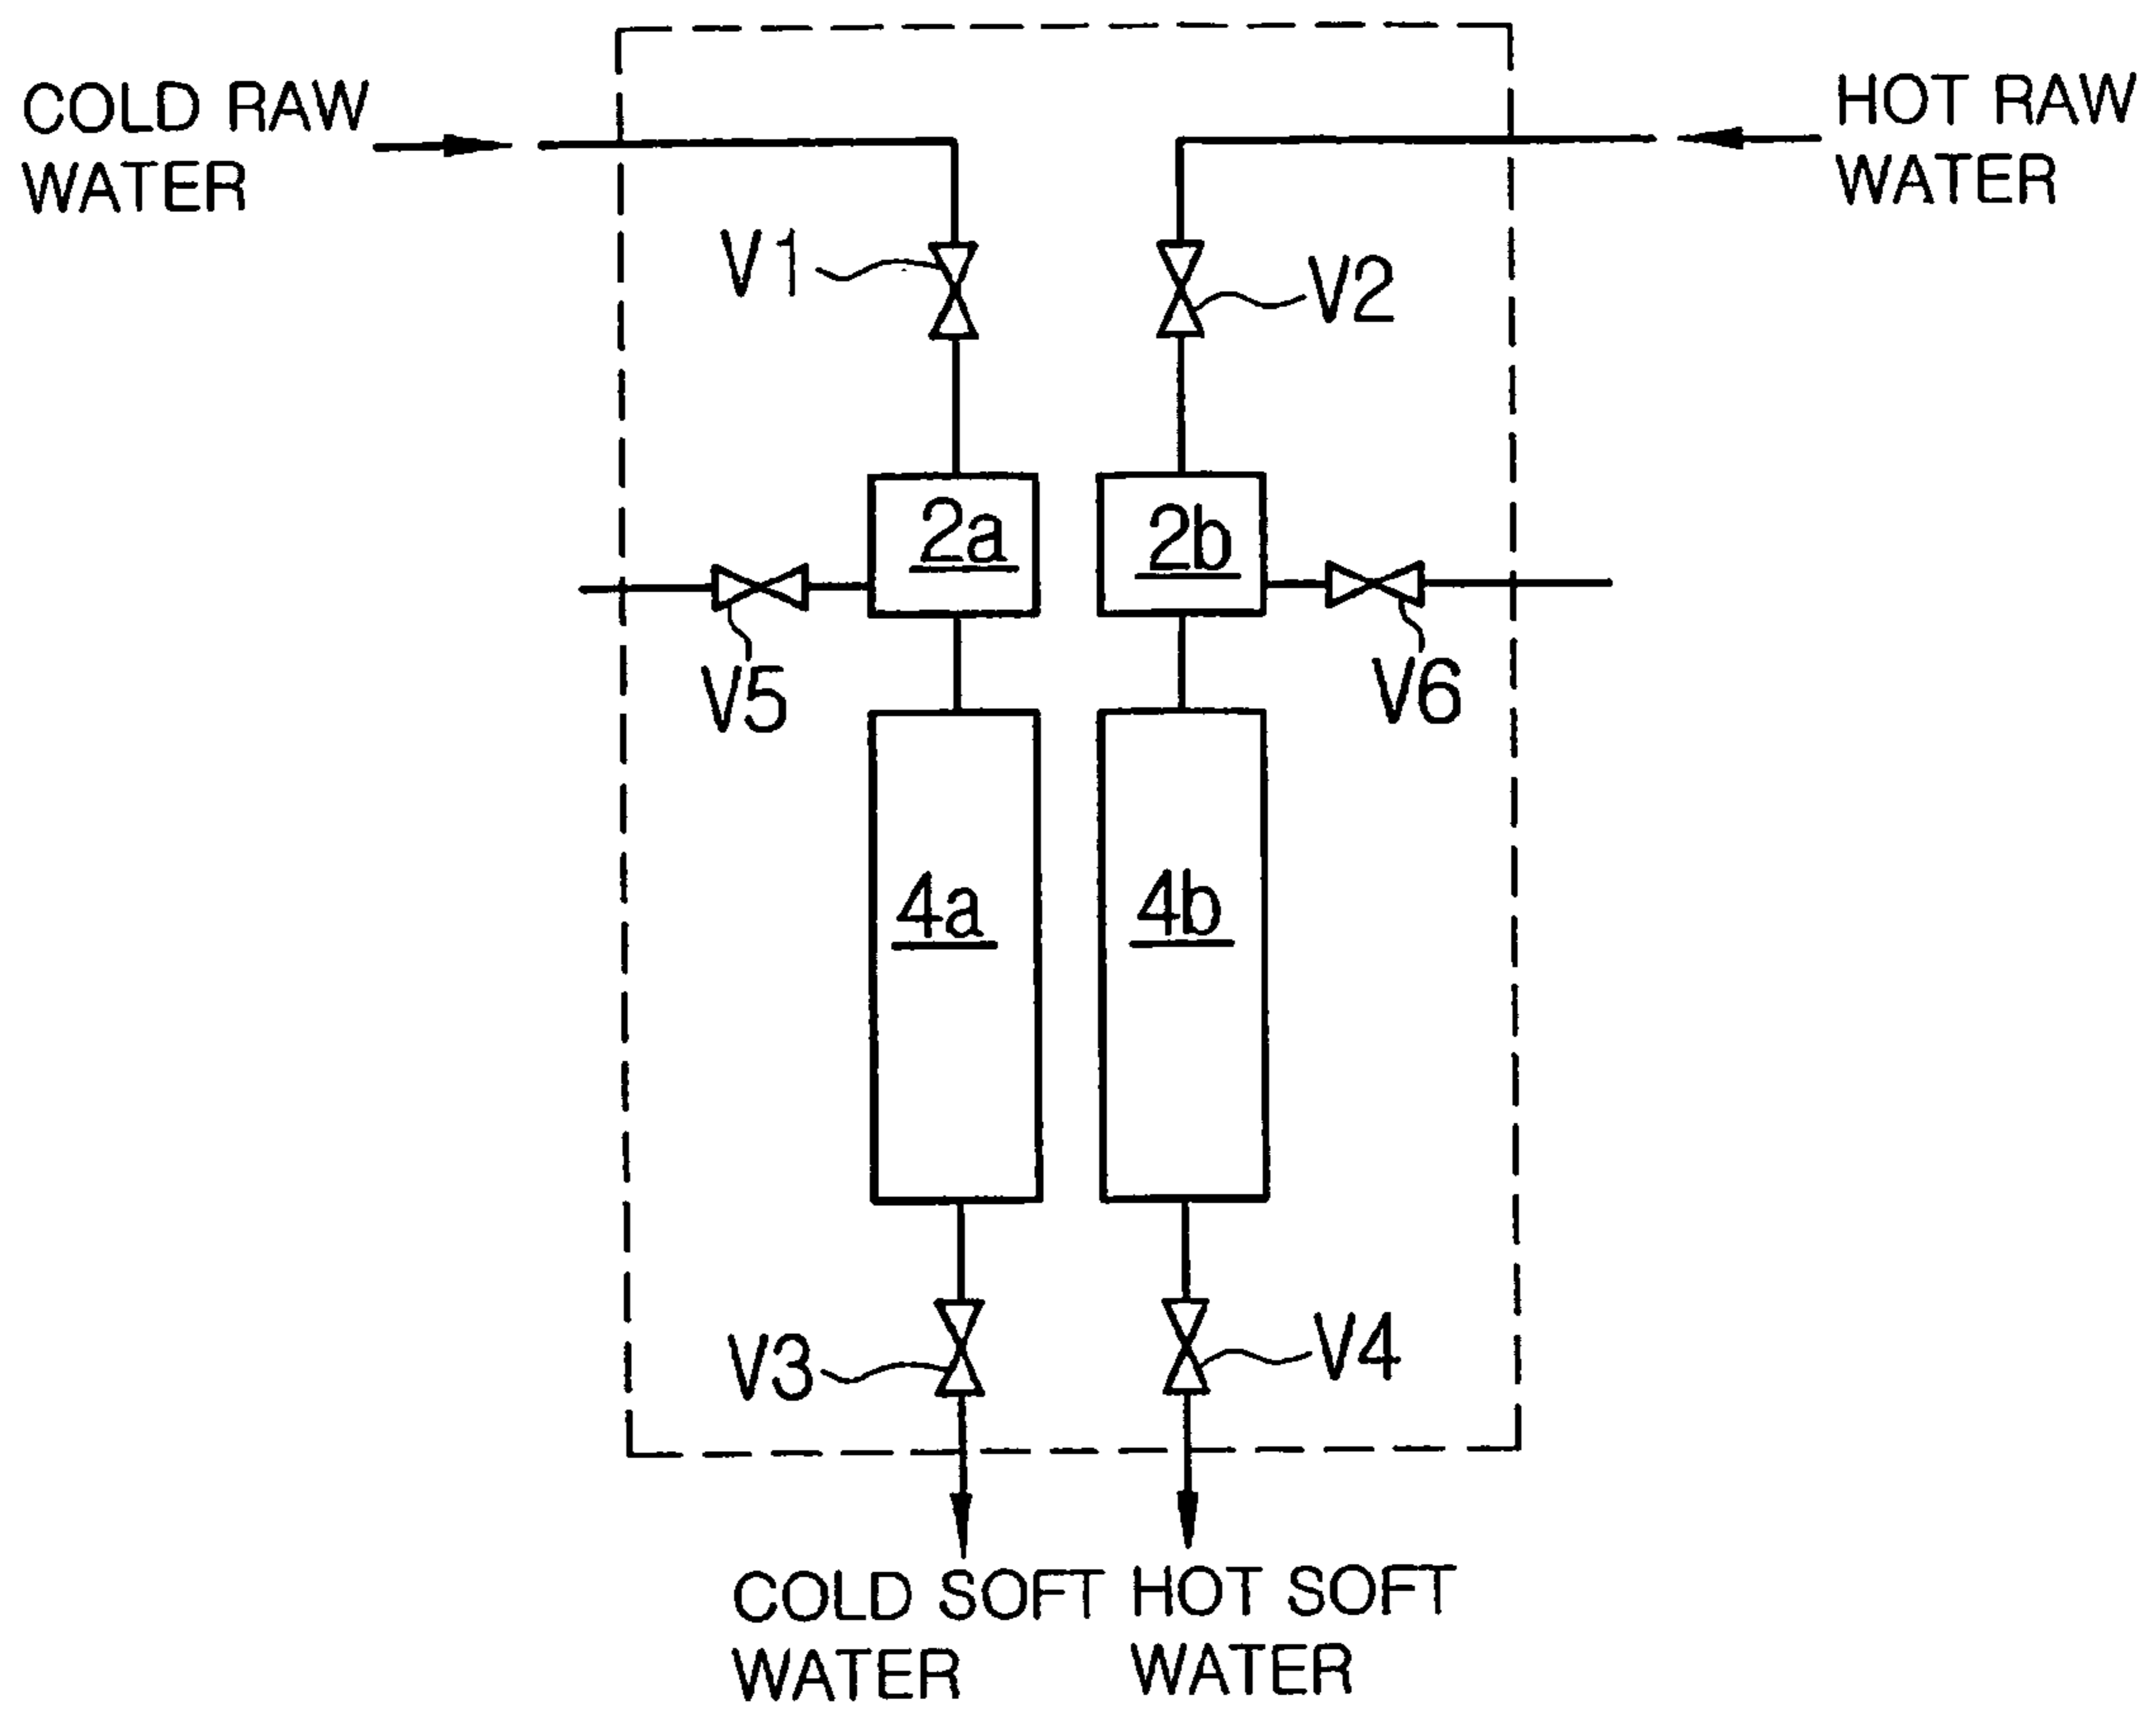 COLD RAW
WATER
HOT RAW
WATER
V1
V2
2a
2b
V5
V6
4a
4b
V3
V4
COLD SOFT
WATER
HOT SOFT
WATER